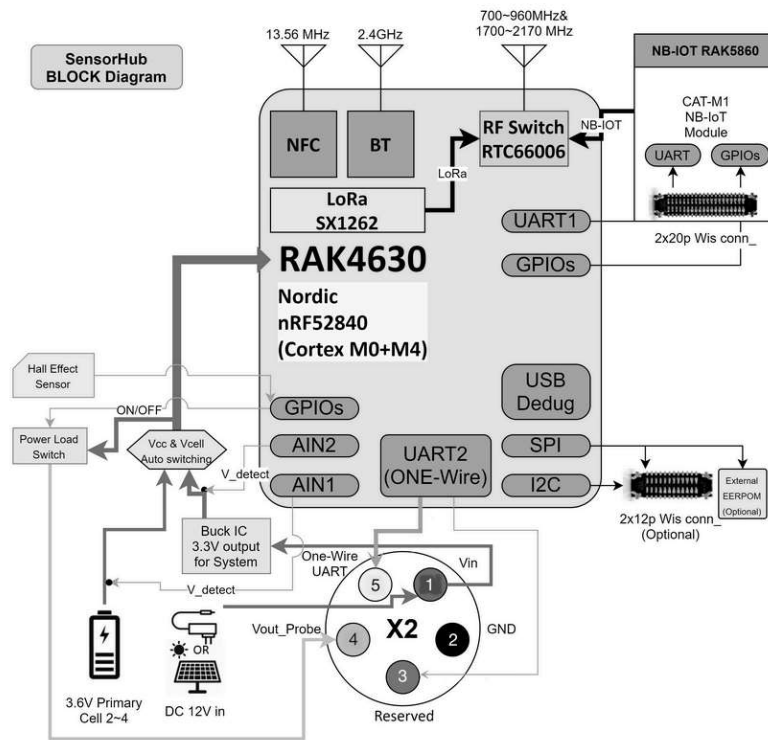 SensorHub
BLOCK Diagram
13.56 MHz
2.4GHz
700~960MHz&
1700~2170 MHz
NB-IOT RAK5860
CAT-M1
NB-IoT
Module
UART
GPIOs
2x20p Wis conn_
NFC
BT
RF Switch
RTC66006
NB-IOT
LoRa
LoRa
SX1262
UART1
GPIOs
RAK4630
Nordic
nRF52840
(Cortex M0+M4)
Hall Effect
Sensor
ON/OFF
Power Load
Switch
Vcc & Vcell
Auto switching
V_detect
GPIOs
AIN2
AIN1
UART2
(ONE-Wire)
USB
Dedug
SPI
I2C
2x12p Wis conn_
(Optional)
External
EERPOM
(Optional)
Buck IC
3.3V output
for System
V_detect
One-Wire
UART
Vin
5
1
X2
4
2
3
GND
Vout_Probe
Reserved
OR
3.6V Primary
Cell 2~4
DC 12V in